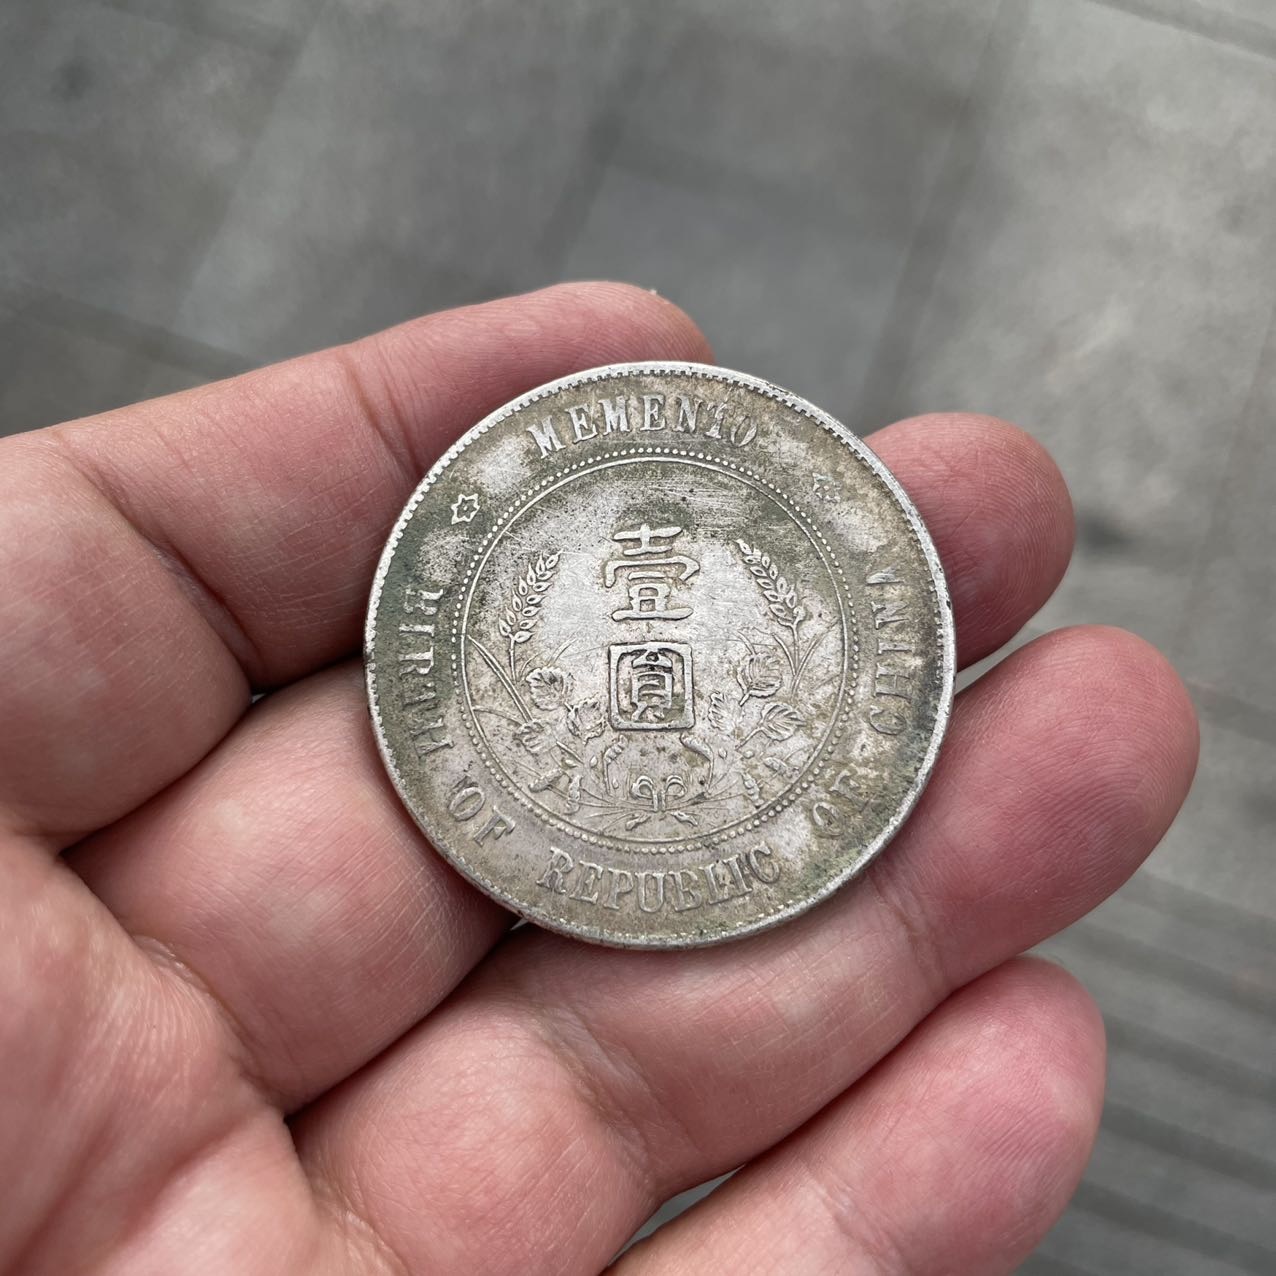 MEMENTO
BIRTH OF REPUBLIC OF CHINA
壹
圓